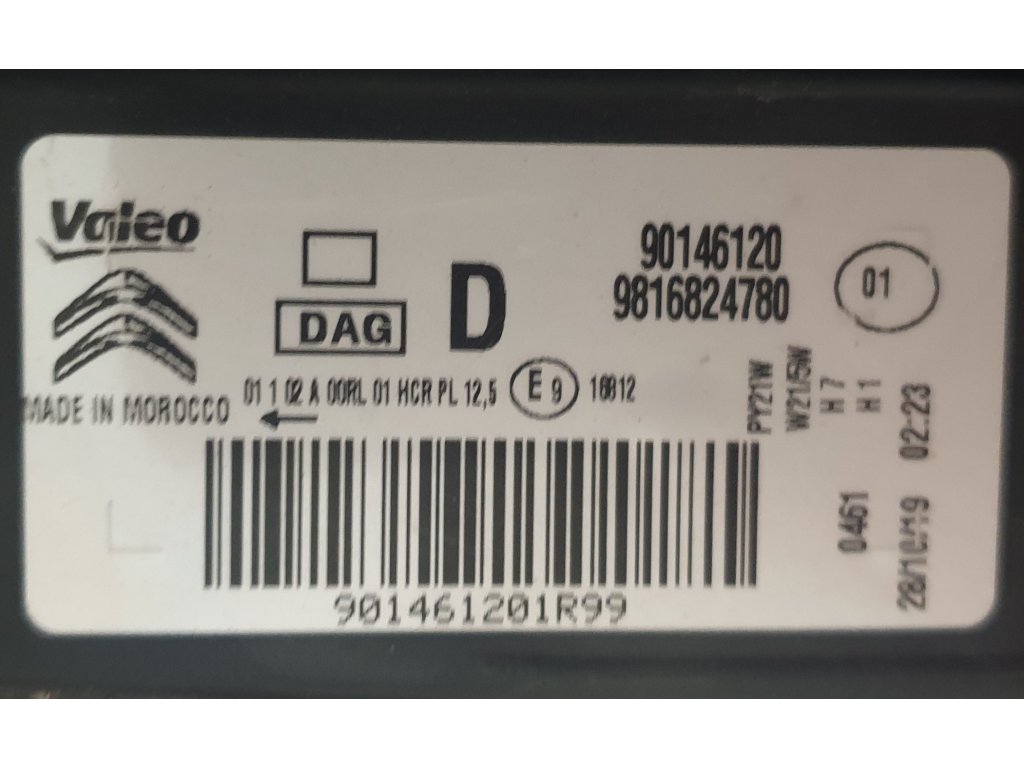 Valeo
MADE IN MOROCCO
DAG
D
90146120
9816824780
01
01 1 02 A 00RL 01 HCR PL 12,5
E 9
16812
PY21W
W21/5W
H7
H1
0461
28/10/19 02:23
901461201R99